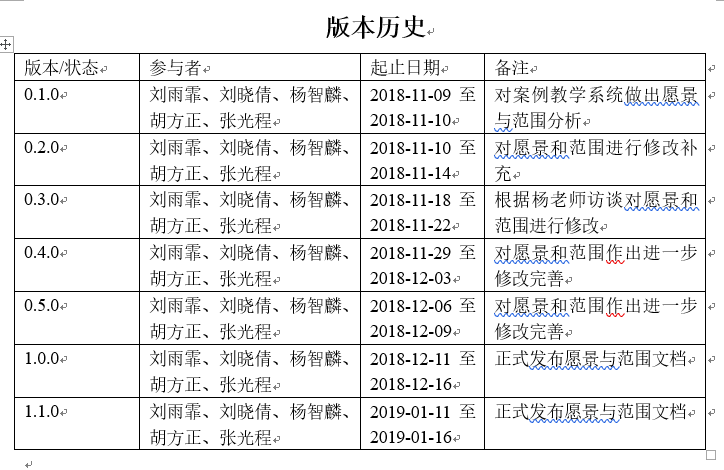 版本历史
版本/状态 参与者 起止日期 备注
0.1.0 刘雨霏、刘晓倩、杨智麟、 2018-11-09 至 对案例教学系统做出愿景
胡方正、张光程 2018-11-10 与范围分析
0.2.0 刘雨霏、刘晓倩、杨智麟、 2018-11-10 至 对愿景和范围进行修改补
胡方正、张光程 2018-11-14 充
0.3.0 刘雨霏、刘晓倩、杨智麟、 2018-11-18 至 根据杨老师访谈对愿景和
胡方正、张光程 2018-11-22 范围进行修改
0.4.0 刘雨霏、刘晓倩、杨智麟、 2018-11-29 至 对愿景和范围作出进一步
胡方正、张光程 2018-12-03 修改完善
0.5.0 刘雨霏、刘晓倩、杨智麟、 2018-12-06 至 对愿景和范围作出进一步
胡方正、张光程 2018-12-09 修改完善
1.0.0 刘雨霏、刘晓倩、杨智麟、 2018-12-11 至 正式发布愿景与范围文档
胡方正、张光程 2018-12-16
1.1.0 刘雨霏、刘晓倩、杨智麟、 2019-01-11 至 正式发布愿景与范围文档
胡方正、张光程 2019-01-16